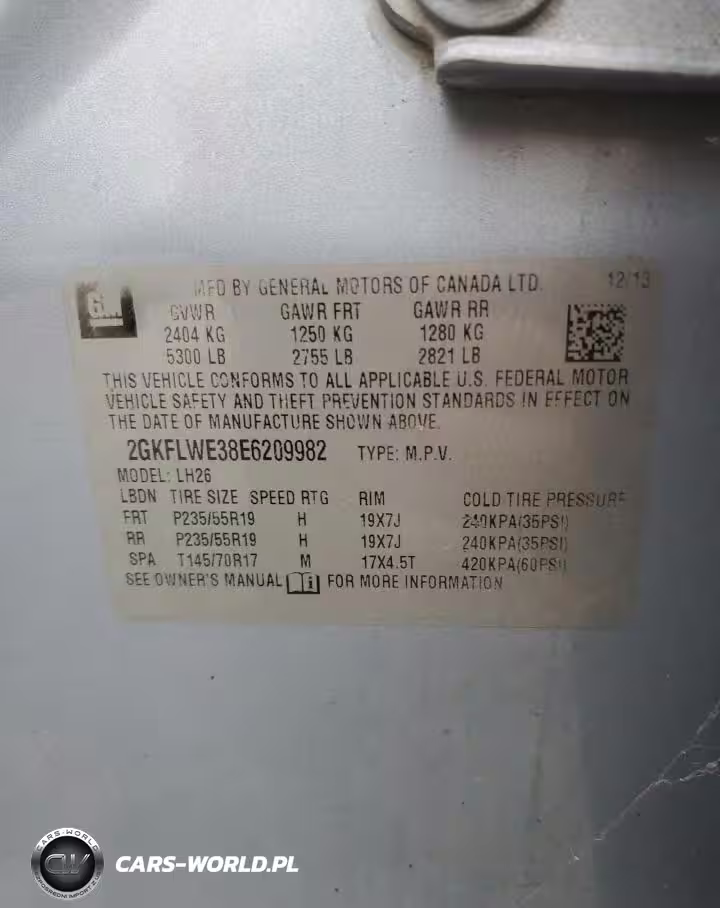 GM
MFD BY GENERAL MOTORS OF CANADA LTD. 12/13
GVWR GAWR FRT GAWR RR
2404 KG 1250 KG 1280 KG
5300 LB 2755 LB 2821 LB
THIS VEHICLE CONFORMS TO ALL APPLICABLE U.S. FEDERAL MOTOR
VEHICLE SAFETY AND THEFT PREVENTION STANDARDS IN EFFECT ON
THE DATE OF MANUFACTURE SHOWN ABOVE.
2GKFLWE38E6209982 TYPE: M.P.V.
MODEL: LH26
LBDN TIRE SIZE SPEED RTG RIM COLD TIRE PRESSURE
FRT P235/55R19 H 19X7J 240KPA(35PSI)
RR P235/55R19 H 19X7J 240KPA(35PSI)
SPA T145/70R17 M 17X4.5T 420KPA(60PSI)
SEE OWNER'S MANUAL FOR MORE INFORMATION
CARS-WORLD
CW
CARS-WORLD.PL